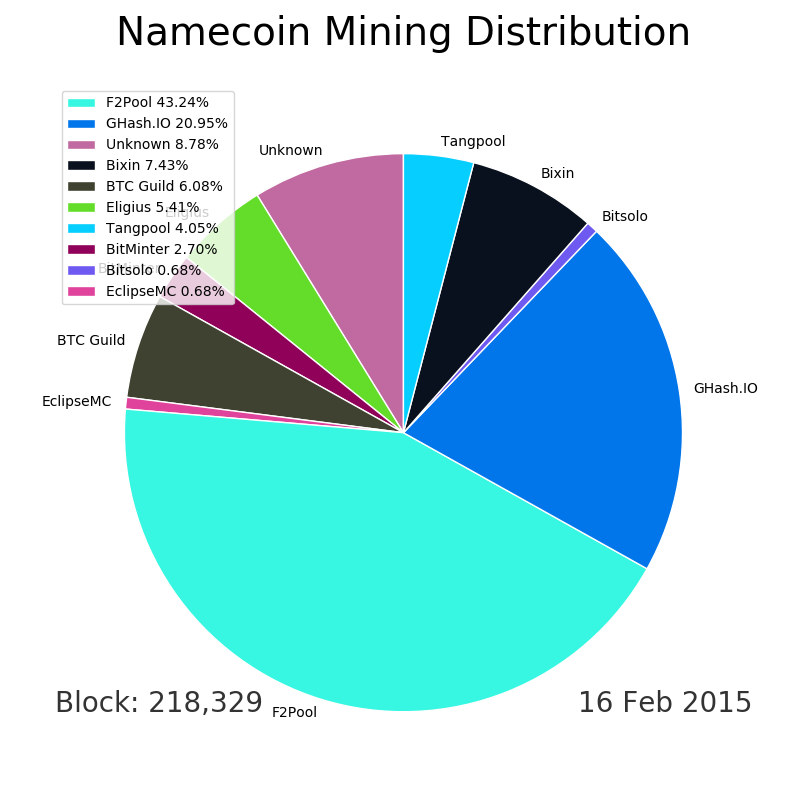 Namecoin Mining Distribution
F2Pool 43.24%
GHash.IO 20.95%
Unknown 8.78%
Bixin 7.43%
BTC Guild 6.08%
Eligius 5.41%
Tangpool 4.05%
BitMinter 2.70%
Bitsolo 0.68%
EclipseMC 0.68%
Tangpool
Unknown
Bixin
Eligius
Bitsolo
BitMinter
BTC Guild
GHash.IO
EclipseMC
Block: 218,329
F2Pool
16 Feb 2015